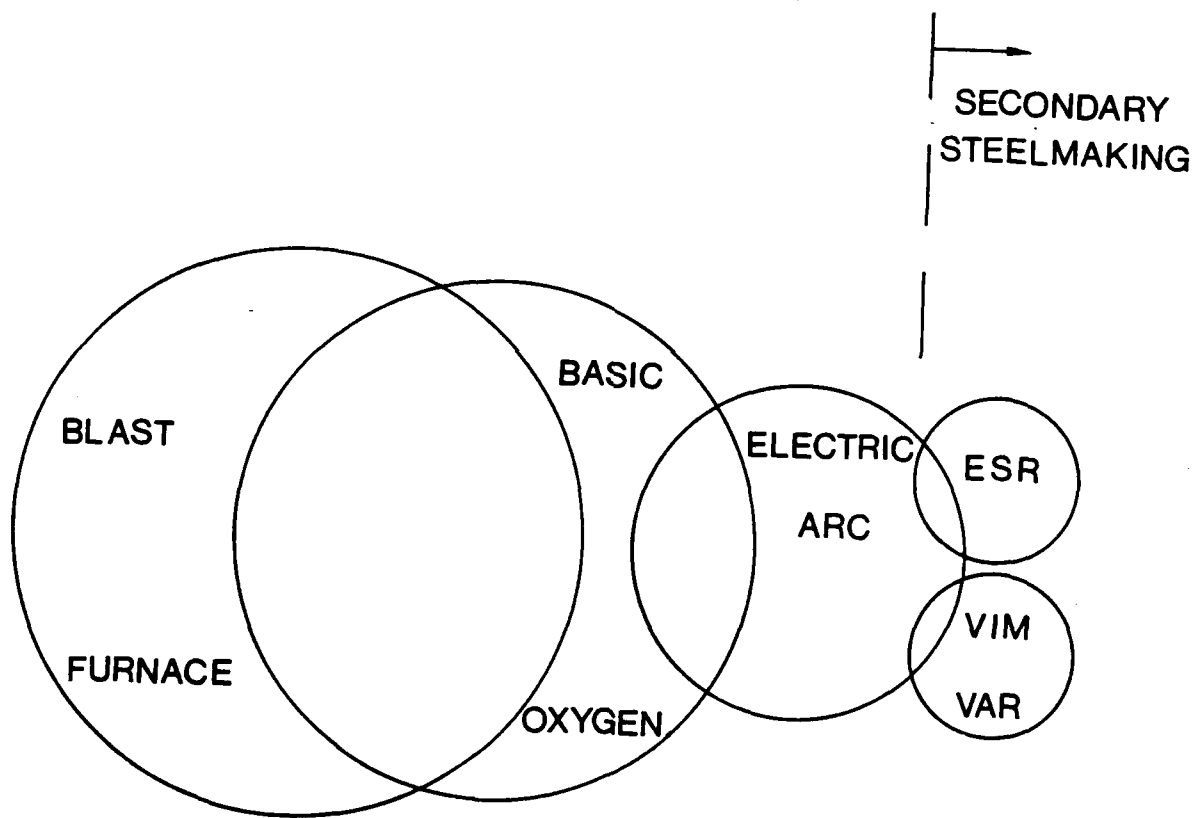 SECONDARY
STEELMAKING
BLAST
FURNACE
BASIC
OXYGEN
ELECTRIC
ARC
ESR
VIM
VAR